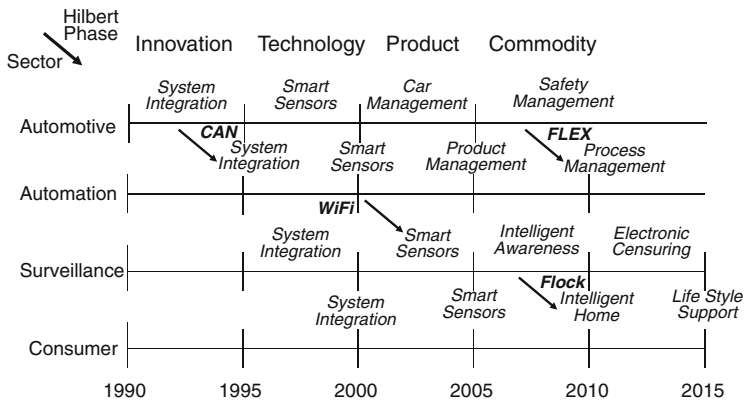 Hilbert
Phase
Sector
Innovation Technology Product Commodity
System
Integration
Smart
Sensors
Car
Management
Safety
Management
Automotive
CAN
FLEX
System
Integration
Smart
Sensors
Product
Management
Process
Management
Automation
WiFi
System
Integration
Smart
Sensors
Intelligent
Awareness
Electronic
Censuring
Surveillance
Flock
System
Integration
Smart
Sensors
Intelligent
Home
Life Style
Support
Consumer
1990 1995 2000 2005 2010 2015